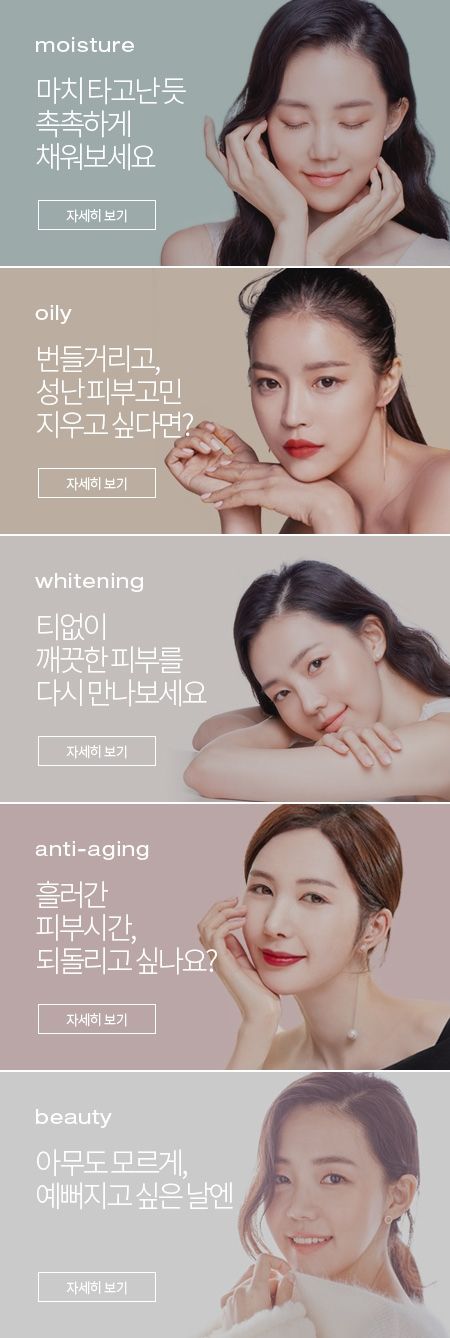 moisture
마치 타고난 듯
촉촉하게
채워보세요
자세히 보기
oily
번들거리고,
성난 피부고민
지우고 싶다면?
자세히 보기
whitening
티없이
깨끗한 피부를
다시 만나보세요
자세히 보기
anti-aging
흘러간
피부시간,
되돌리고 싶나요?
자세히 보기
beauty
아무도 모르게,
예뻐지고 싶은 날엔
자세히 보기